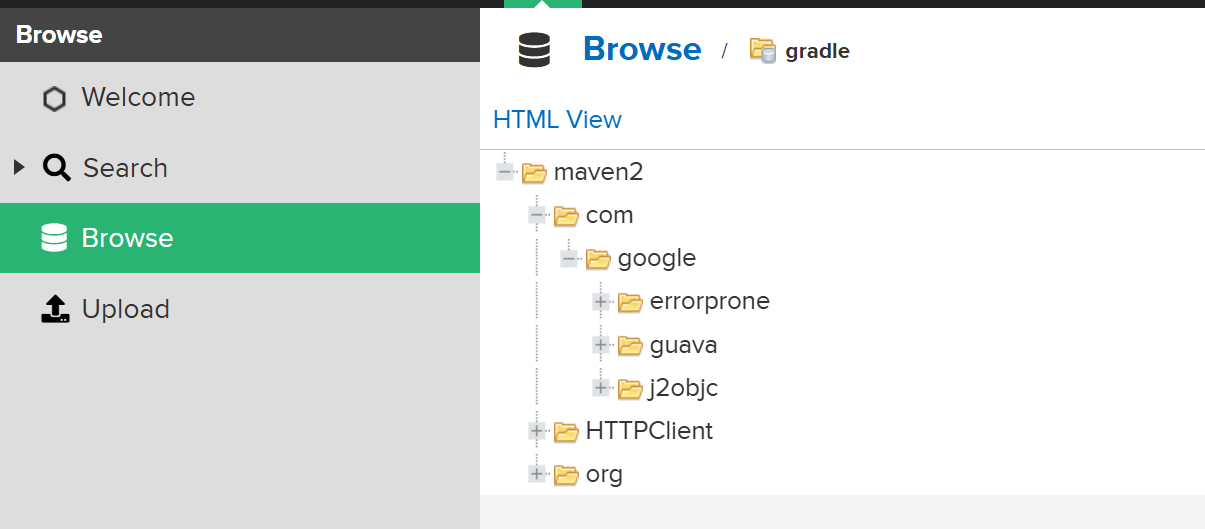 Browse
Welcome
Search
Browse
Upload
Browse / gradle
HTML View
maven2
com
google
errorprone
guava
j2objc
HTTPClient
org